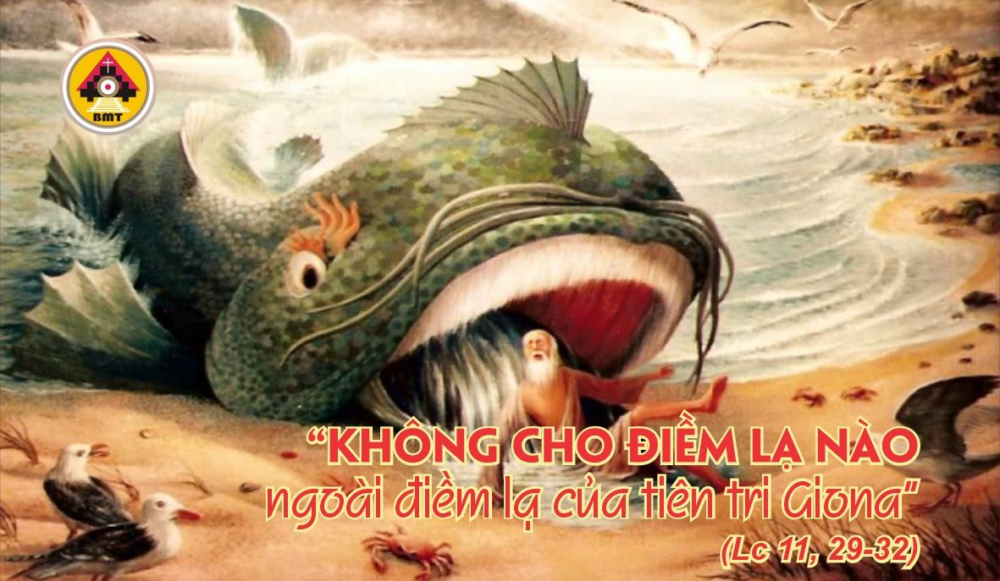 BMT
“KHÔNG CHO ĐIỀM LẠ NÀO
ngoài điềm lạ của tiên tri Giona”
(Lc 11, 29-32)